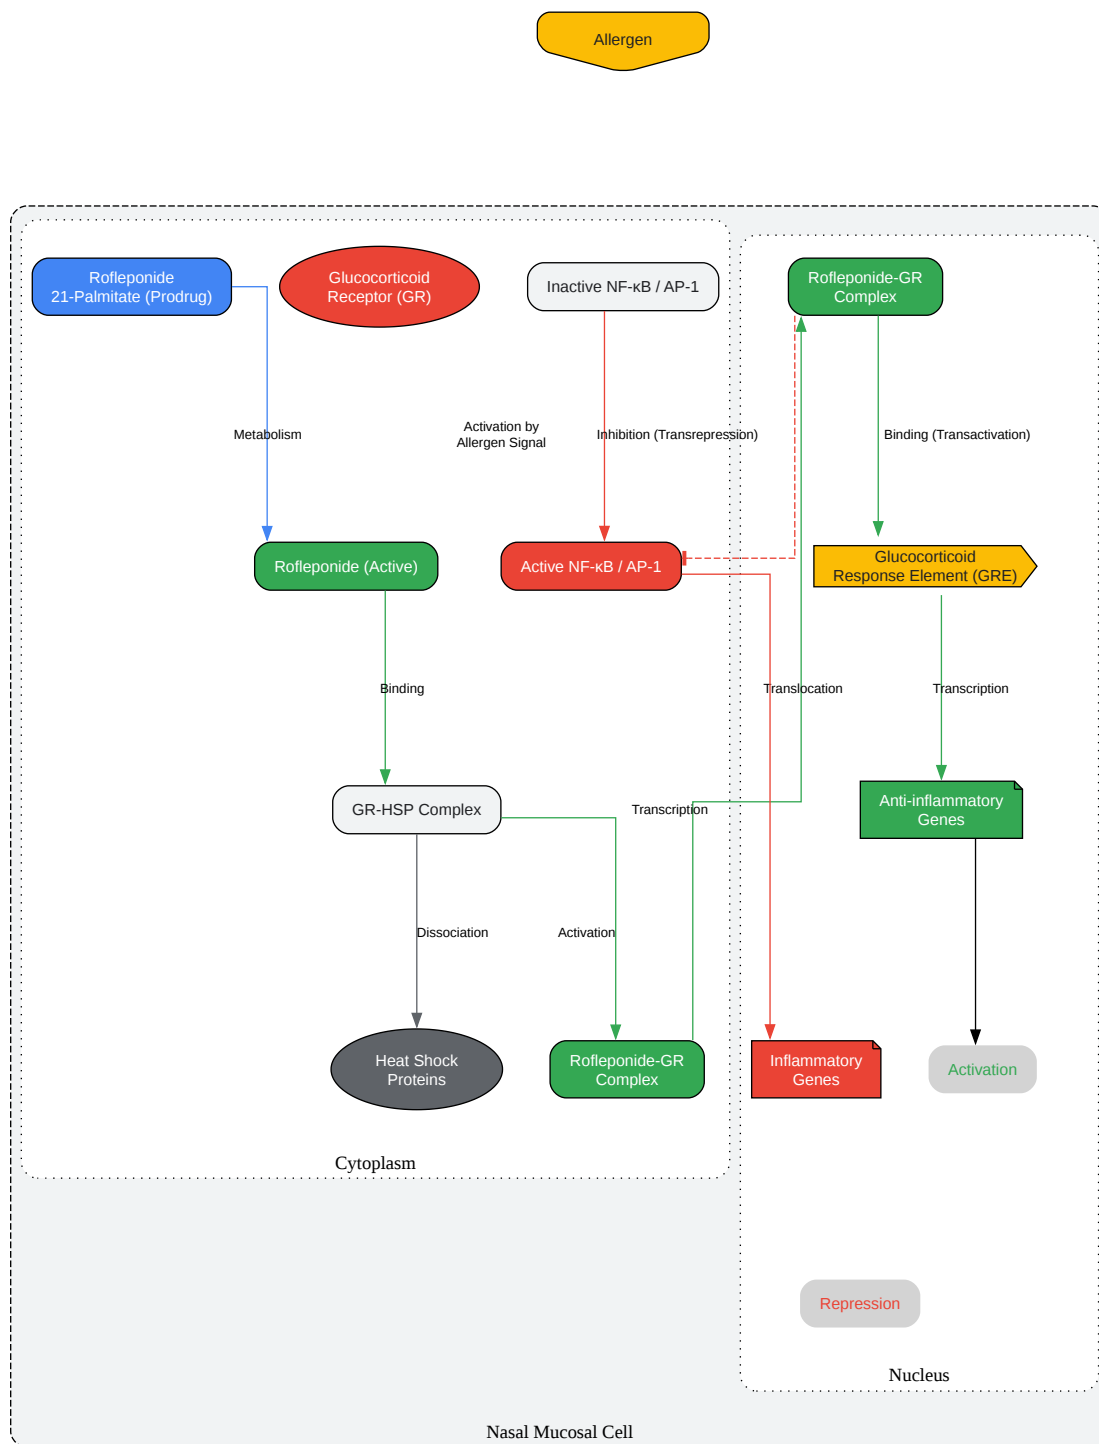 Allergen
Rofleponide
21-Palmitate (Prodrug)
Glucocorticoid
Receptor (GR)
Inactive NF-κB / AP-1
Rofleponide-GR
Complex
Metabolism
Activation by
Allergen Signal
Inhibition (Transrepression)
Binding (Transactivation)
Rofleponide (Active)
Active NF-κB / AP-1
Glucocorticoid
Response Element (GRE)
Binding
Translocation
Transcription
GR-HSP Complex
Transcription
Anti-inflammatory
Genes
Dissociation
Activation
Heat Shock
Proteins
Rofleponide-GR
Complex
Inflammatory
Genes
Activation
Cytoplasm
Repression
Nucleus
Nasal Mucosal Cell